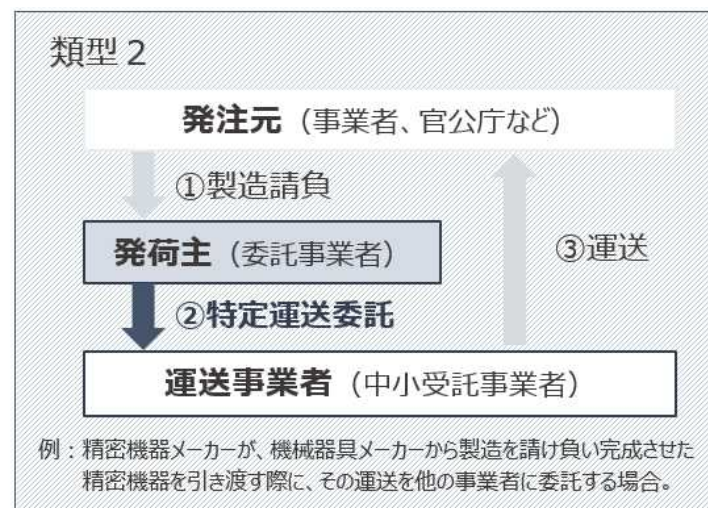 類型２
発注元（事業者、官公庁など）
①製造請負
発荷主（委託事業者）
③運送
②特定運送委託
運送事業者（中小受託事業者）
例：精密機器メーカーが、機械器具メーカーから製造を請け負い完成させた
精密機器を引き渡す際に、その運送を他の事業者に委託する場合。